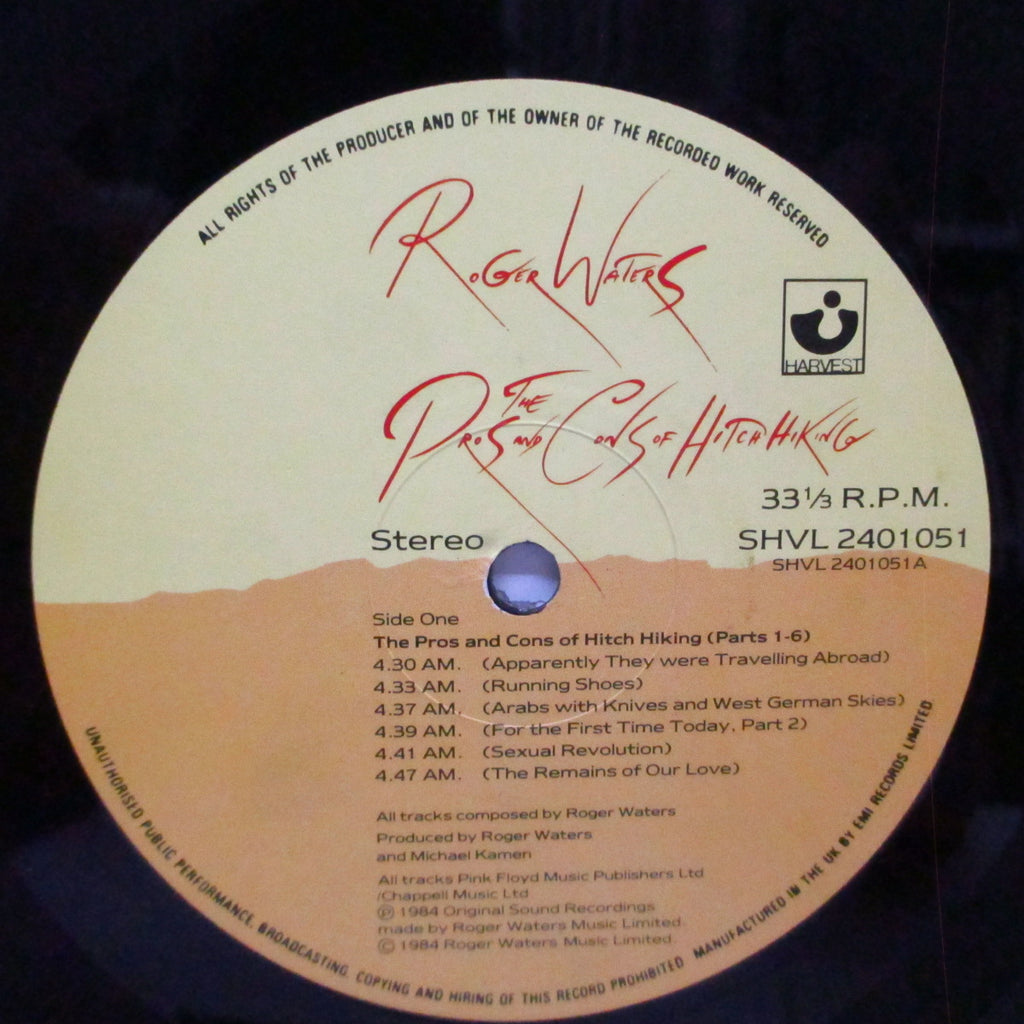 ALL RIGHTS OF THE PRODUCER AND OF THE OWNER OF THE RECORDED WORK RESERVED
ROGER WATERS
HARVEST
THE
PROS AND CONS OF HITCH HIKING
33⅓ R.P.M.
Stereo
SHVL 2401051
SHVL 2401051A
Side One
The Pros and Cons of Hitch Hiking (Parts 1-6)
4.30 AM. (Apparently They were Travelling Abroad)
4.33 AM. (Running Shoes)
4.37 AM. (Arabs with Knives and West German Skies)
4.39 AM. (For the First Time Today, Part 2)
4.41 AM. (Sexual Revolution)
4.47 AM. (The Remains of Our Love)
All tracks composed by Roger Waters
Produced by Roger Waters
and Michael Kamen
All tracks Pink Floyd Music Publishers Ltd
/Chappell Music Ltd
℗ 1984 Original Sound Recordings
made by Roger Waters Music Limited
© 1984 Roger Waters Music Limited.
UNAUTHORISED PUBLIC PERFORMANCE, BROADCASTING, COPYING AND HIRING OF THIS RECORD PROHIBITED MANUFACTURED IN THE UK BY EMI RECORDS LIMITED